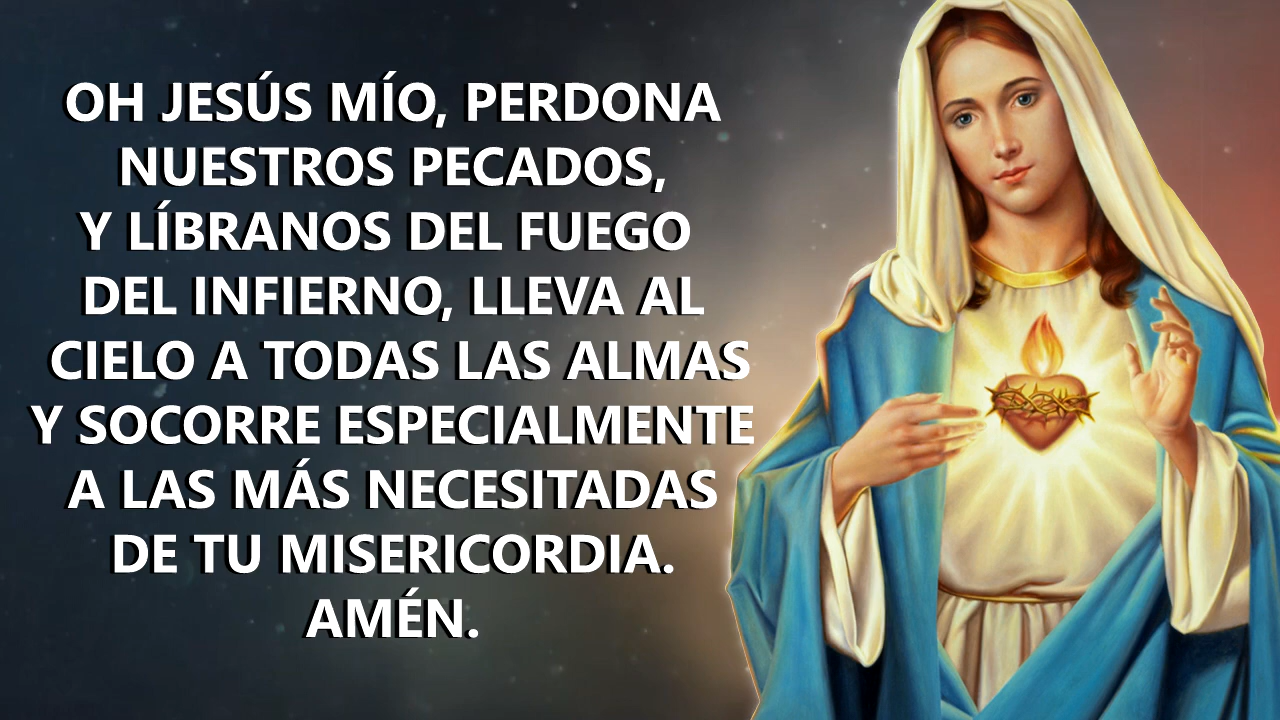 OH JESÚS MÍO, PERDONA
NUESTROS PECADOS,
Y LÍBRANOS DEL FUEGO
DEL INFIERNO, LLEVA AL
CIELO A TODAS LAS ALMAS
Y SOCORRE ESPECIALMENTE
A LAS MÁS NECESITADAS
DE TU MISERICORDIA.
AMÉN.